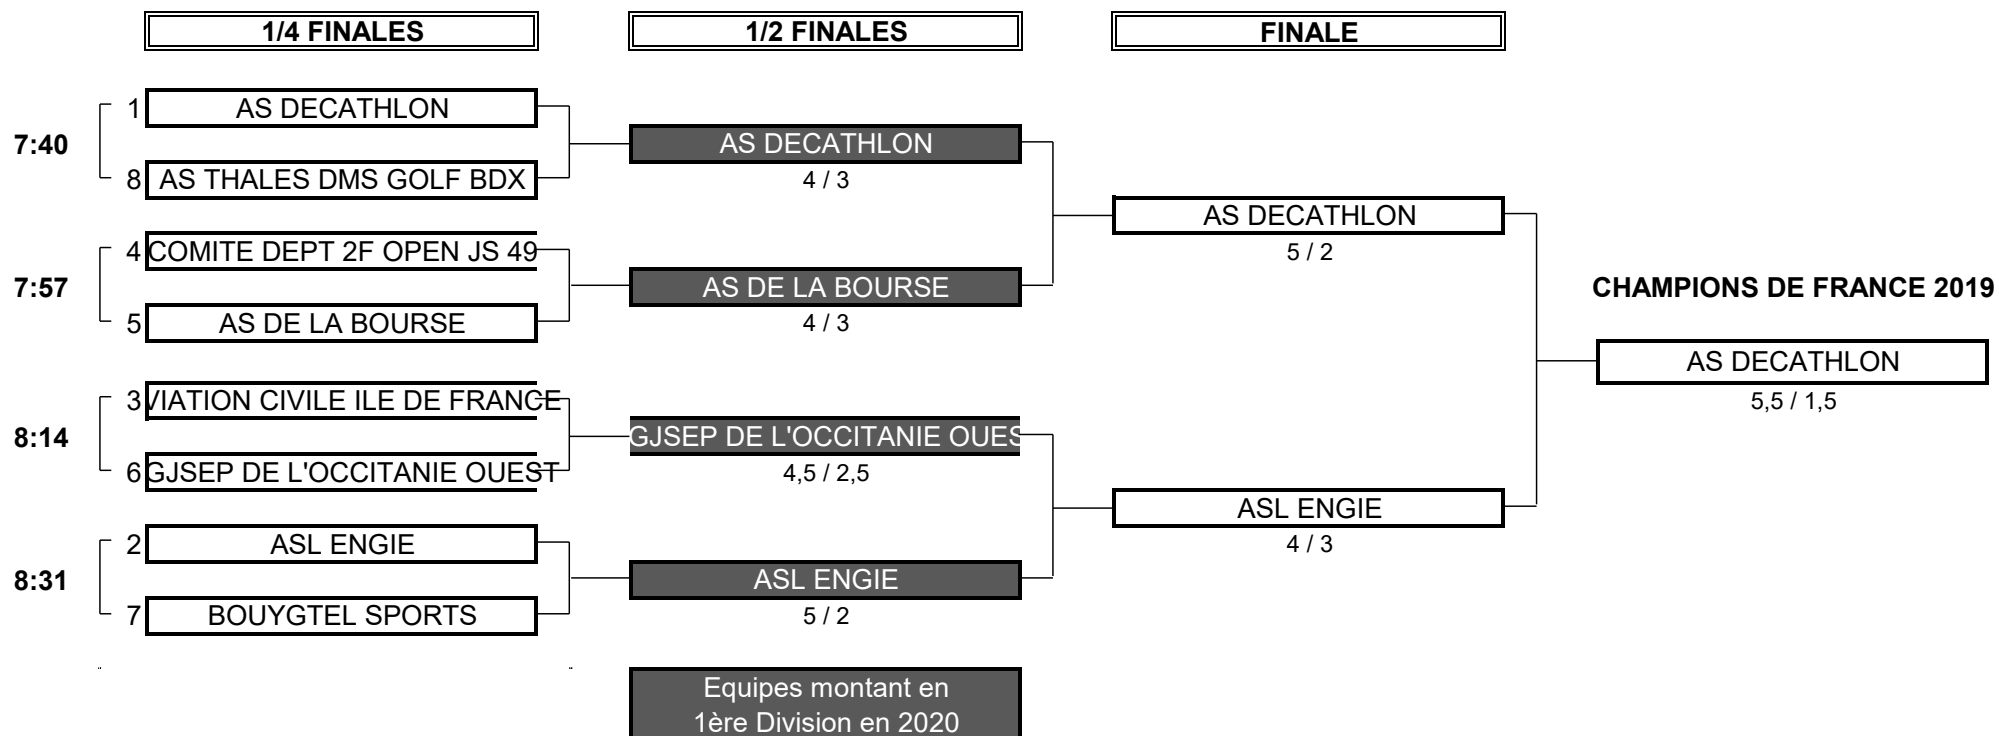 1/4 FINALES
1/2 FINALES
FINALE
7:40
1 AS DECATHLON
8 AS THALES DMS GOLF BDX
AS DECATHLON
4 / 3
7:57
4 COMITE DEPT 2F OPEN JS 49
5 AS DE LA BOURSE
AS DE LA BOURSE
4 / 3
AS DECATHLON
5 / 2
8:14
3 VIATION CIVILE ILE DE FRANCE
6 GJSEP DE L'OCCITANIE OUEST
GJSEP DE L'OCCITANIE OUES
4,5 / 2,5
8:31
2 ASL ENGIE
7 BOUYGTEL SPORTS
ASL ENGIE
5 / 2
ASL ENGIE
4 / 3
CHAMPIONS DE FRANCE 2019
AS DECATHLON
5,5 / 1,5
Equipes montant en
1ère Division en 2020